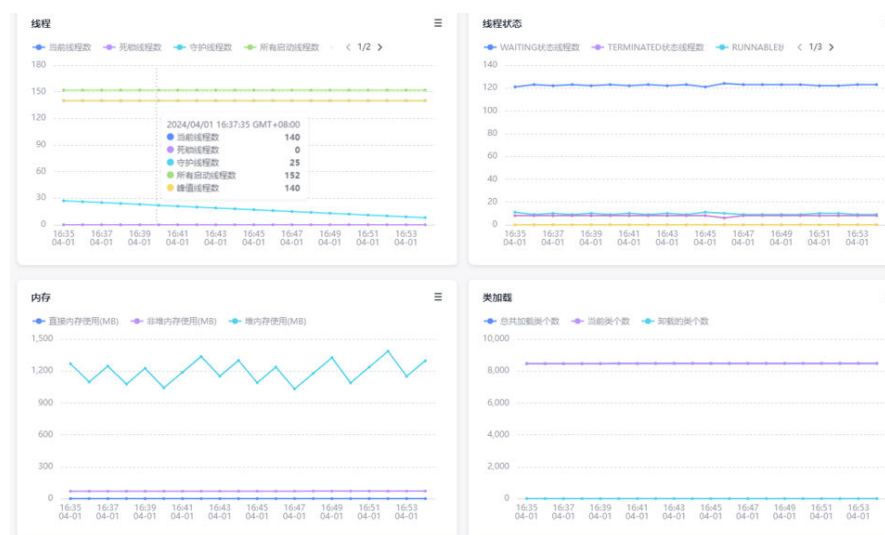 线程
当前线程数 死锁线程数 守护线程数 所有启动线程数 1/2
180
150
120
90
60
30
0
2024/04/01 16:37:35 GMT+08:00
当前线程数 140
死锁线程数 0
守护线程数 25
所有启动线程数 152
峰值线程数 140
16:35 16:37 16:39 16:41 16:43 16:45 16:47 16:49 16:51 16:53
04-01 04-01 04-01 04-01 04-01 04-01 04-01 04-01 04-01 04-01
线程状态
WAITING状态线程数 TERMINATED状态线程数 RUNNABLE 1/3
140
120
100
80
60
40
20
0
16:35 16:37 16:39 16:41 16:43 16:45 16:47 16:49 16:51 16:53
04-01 04-01 04-01 04-01 04-01 04-01 04-01 04-01 04-01 04-01
内存
直接内存使用(MB) 非堆内存使用(MB) 堆内存使用(MB)
1,500
1,200
900
600
300
0
16:35 16:37 16:39 16:41 16:43 16:45 16:47 16:49 16:51 16:53
04-01 04-01 04-01 04-01 04-01 04-01 04-01 04-01 04-01 04-01
类加载
总共加载类个数 当前类个数 卸载的类个数
10,000
8,000
6,000
4,000
2,000
0
16:35 16:37 16:39 16:41 16:43 16:45 16:47 16:49 16:51 16:53
04-01 04-01 04-01 04-01 04-01 04-01 04-01 04-01 04-01 04-01